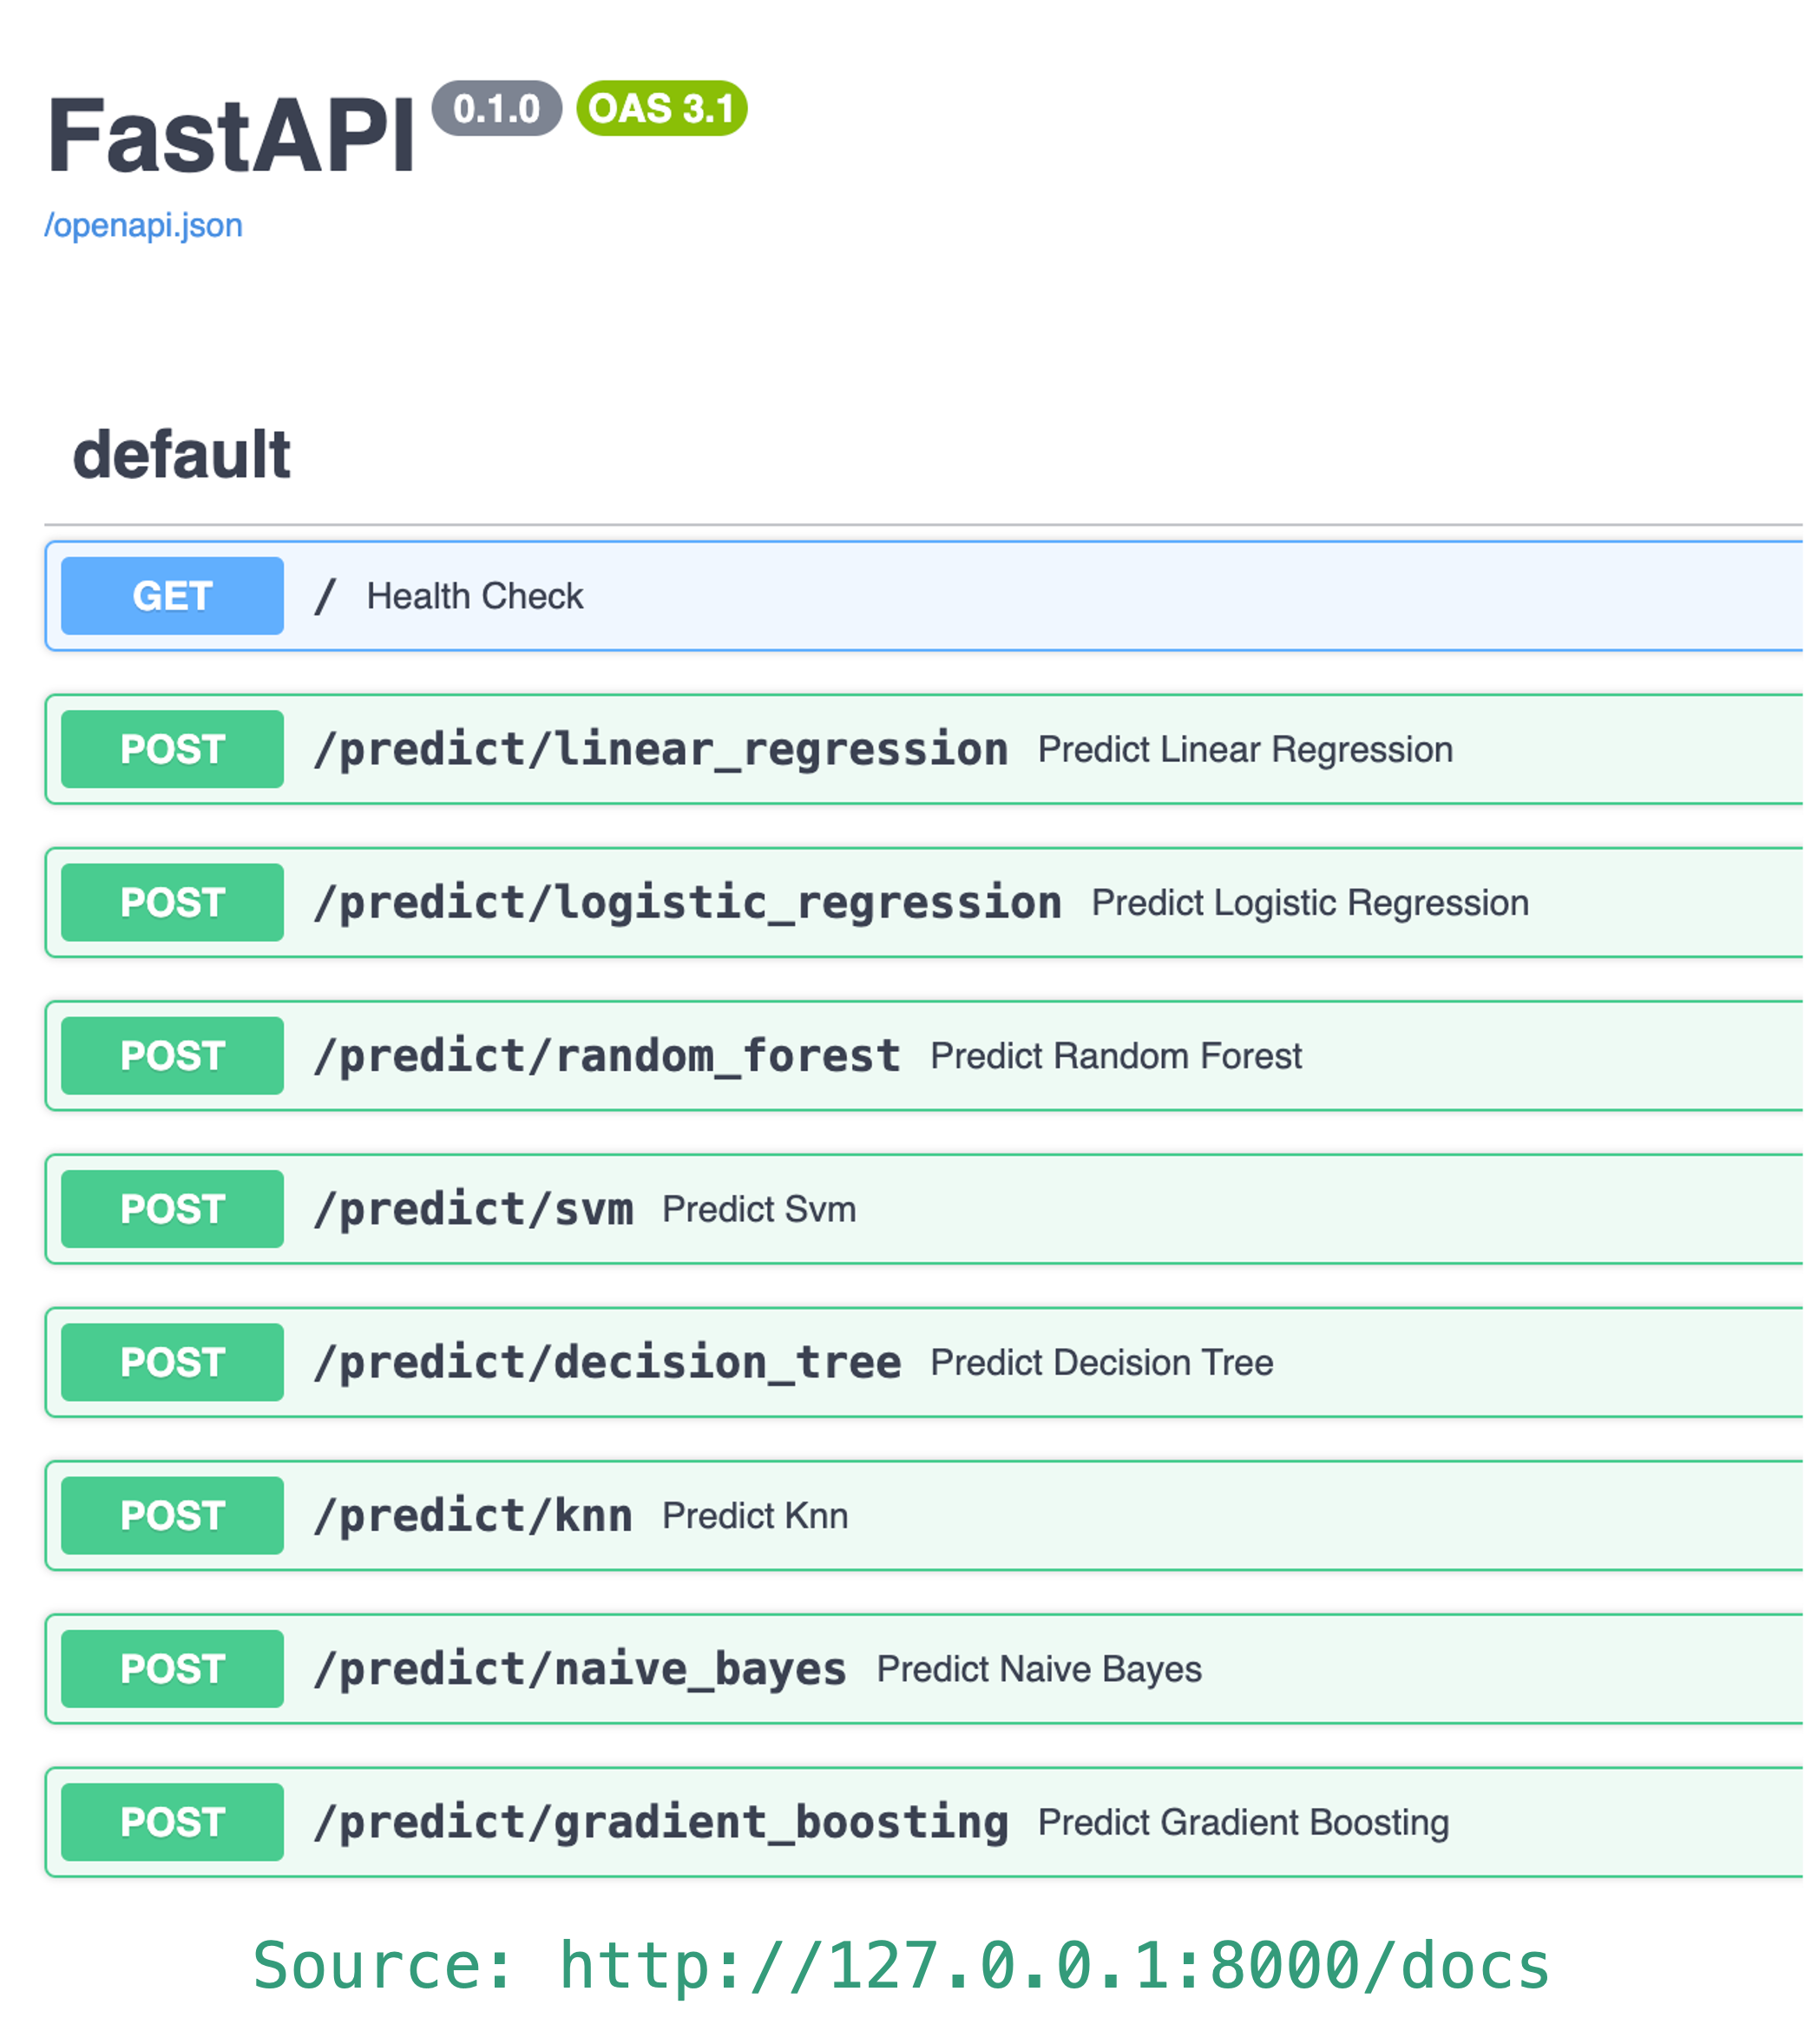 FastAPI 0.1.0 OAS 3.1
/openapi.json
default
GET / Health Check
POST /predict/linear_regression Predict Linear Regression
POST /predict/logistic_regression Predict Logistic Regression
POST /predict/random_forest Predict Random Forest
POST /predict/svm Predict Svm
POST /predict/decision_tree Predict Decision Tree
POST /predict/knn Predict Knn
POST /predict/naive_bayes Predict Naive Bayes
POST /predict/gradient_boosting Predict Gradient Boosting
Source: http://127.0.0.1:8000/docs